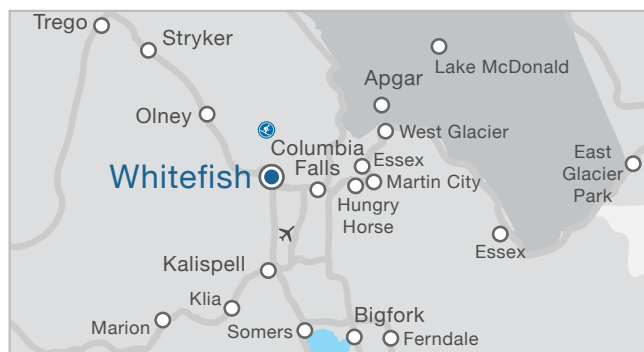 Trego
Stryker
Lake McDonald
Apgar
Olney
West Glacier
Columbia
Falls
Essex
East
Glacier
Park
Whitefish
Martin City
Hungry
Horse
Essex
Kalispell
Klia
Marion
Somers
Bigfork
Ferndale